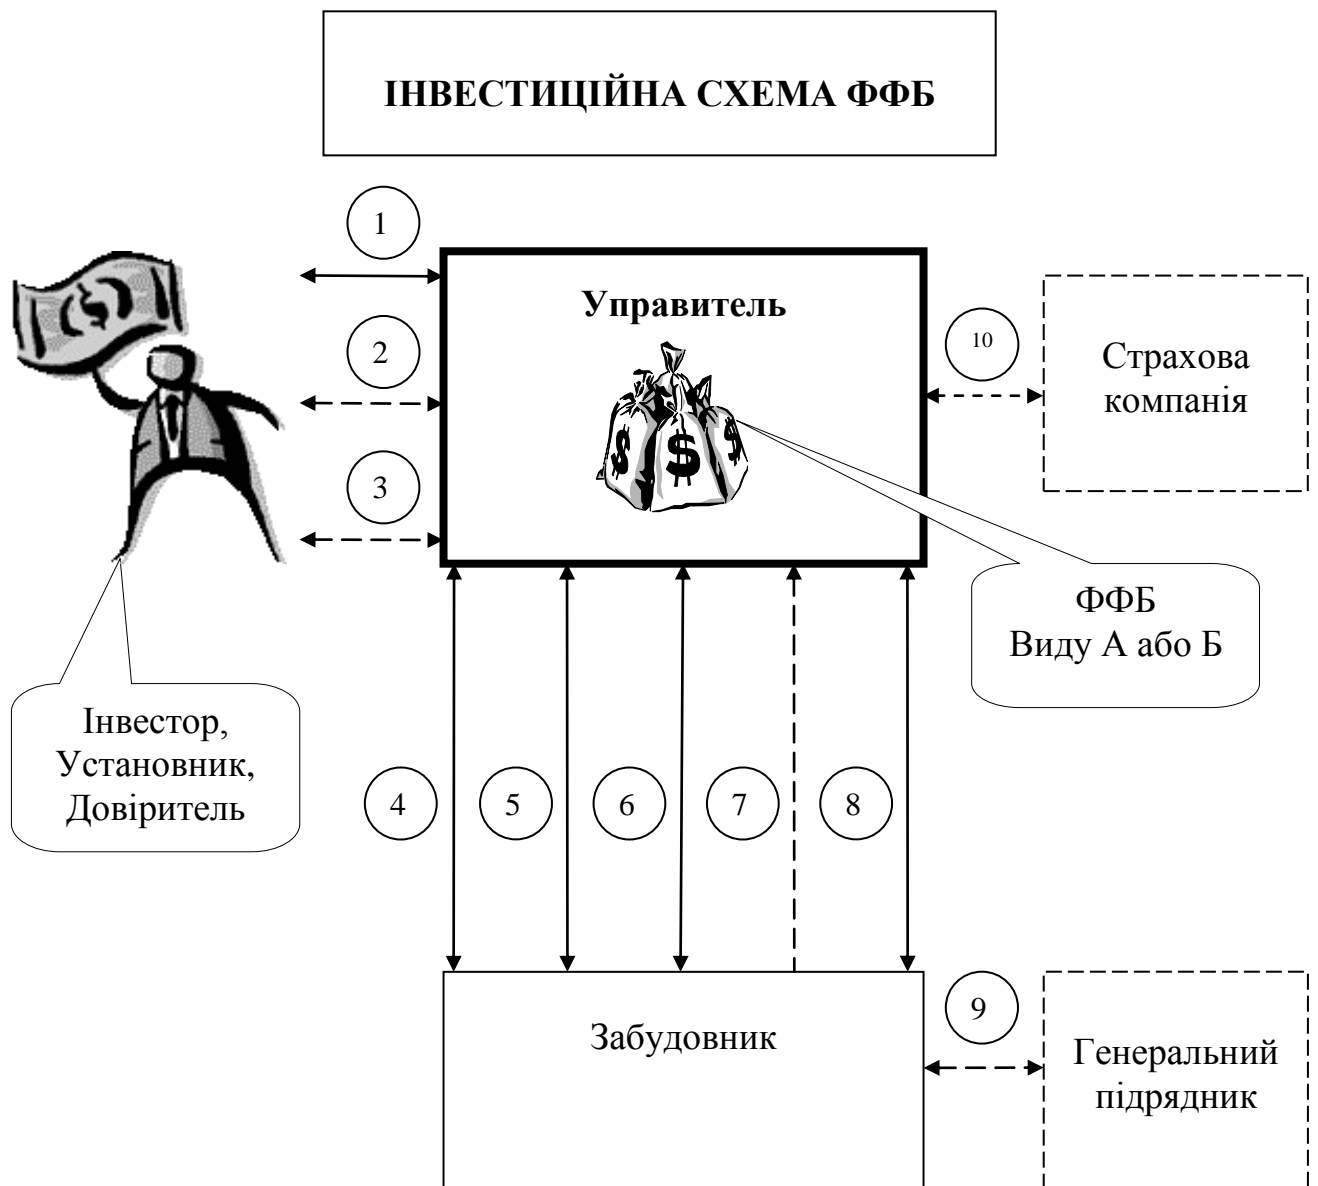 ІНВЕСТИЦІЙНА СХЕМА ФФБ
1
2
3
Управитель
$
$
$
$
10
Страхова
компанія
ФФБ
Виду А або Б
Інвестор,
Установник,
Довіритель
4
5
6
7
8
Забудовник
9
Генеральний
підрядник